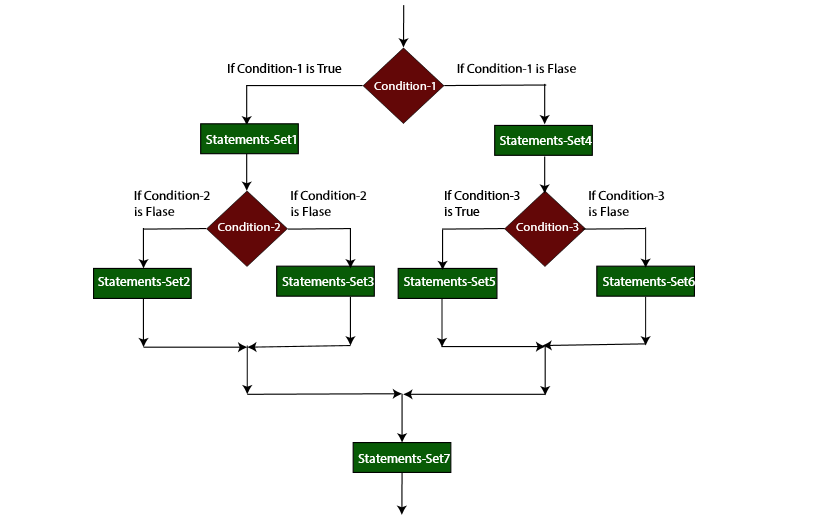 If Condition-1 is True
If Condition-1 is Flase
Condition-1
Statements-Set1
Statements-Set4
If Condition-2
is Flase
If Condition-2
is Flase
If Condition-3
is True
If Condition-3
is Flase
Condition-2
Condition-3
Statements-Set2
Statements-Set3
Statements-Set5
Statements-Set6
Statements-Set7